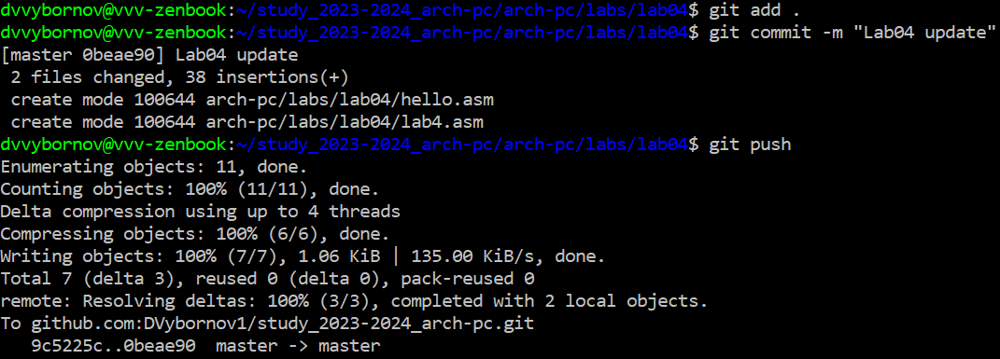 dvvybornov@vvv-zenbook:~/study_2023-2024_arch-pc/arch-pc/labs/lab04$ git add .
dvvybornov@vvv-zenbook:~/study_2023-2024_arch-pc/arch-pc/labs/lab04$ git commit -m "Lab04 update"
[master 0beae90] Lab04 update
 2 files changed, 38 insertions(+)
 create mode 100644 arch-pc/labs/lab04/hello.asm
 create mode 100644 arch-pc/labs/lab04/lab4.asm
dvvybornov@vvv-zenbook:~/study_2023-2024_arch-pc/arch-pc/labs/lab04$ git push
Enumerating objects: 11, done.
Counting objects: 100% (11/11), done.
Delta compression using up to 4 threads
Compressing objects: 100% (6/6), done.
Writing objects: 100% (7/7), 1.06 KiB | 135.00 KiB/s, done.
Total 7 (delta 3), reused 0 (delta 0), pack-reused 0
remote: Resolving deltas: 100% (3/3), completed with 2 local objects.
To github.com:DVybornov1/study_2023-2024_arch-pc.git
   9c5225c..0beae90  master -> master